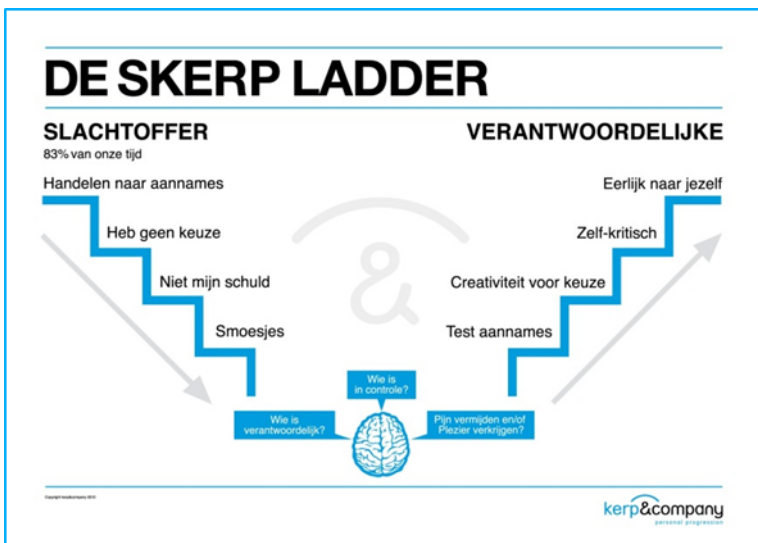 DE SKERP LADDER
SLACHTOFFER
83% van onze tijd
Handelen naar aannames
Heb geen keuze
Niet mijn schuld
Smoesjes
VERANTWOORDELIJKE
Eerlijk naar jezelf
Zelf-kritisch
Creativiteit voor keuze
Test aannames
&
Wie is
in controle?
Wie is
verantwoordelijk?
Pijn vermijden en/of
Plezier verkrijgen?
kerp&company
personal progression